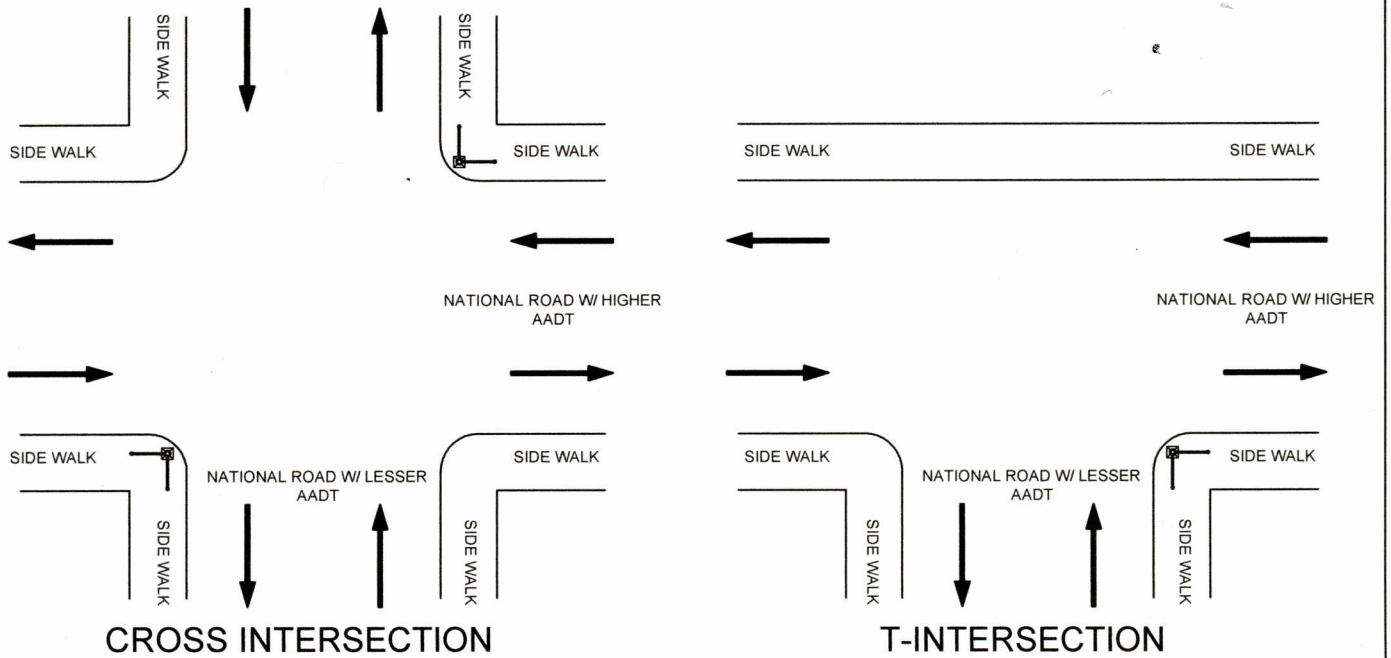 SIDE WALK
SIDE WALK
SIDE WALK
SIDE WALK
NATIONAL ROAD W/ HIGHER
AADT
SIDE WALK
SIDE WALK
NATIONAL ROAD W/ LESSER
AADT
SIDE WALK
SIDE WALK
CROSS INTERSECTION
SIDE WALK
SIDE WALK
NATIONAL ROAD W/ HIGHER
AADT
SIDE WALK
SIDE WALK
NATIONAL ROAD W/ LESSER
AADT
SIDE WALK
SIDE WALK
T-INTERSECTION